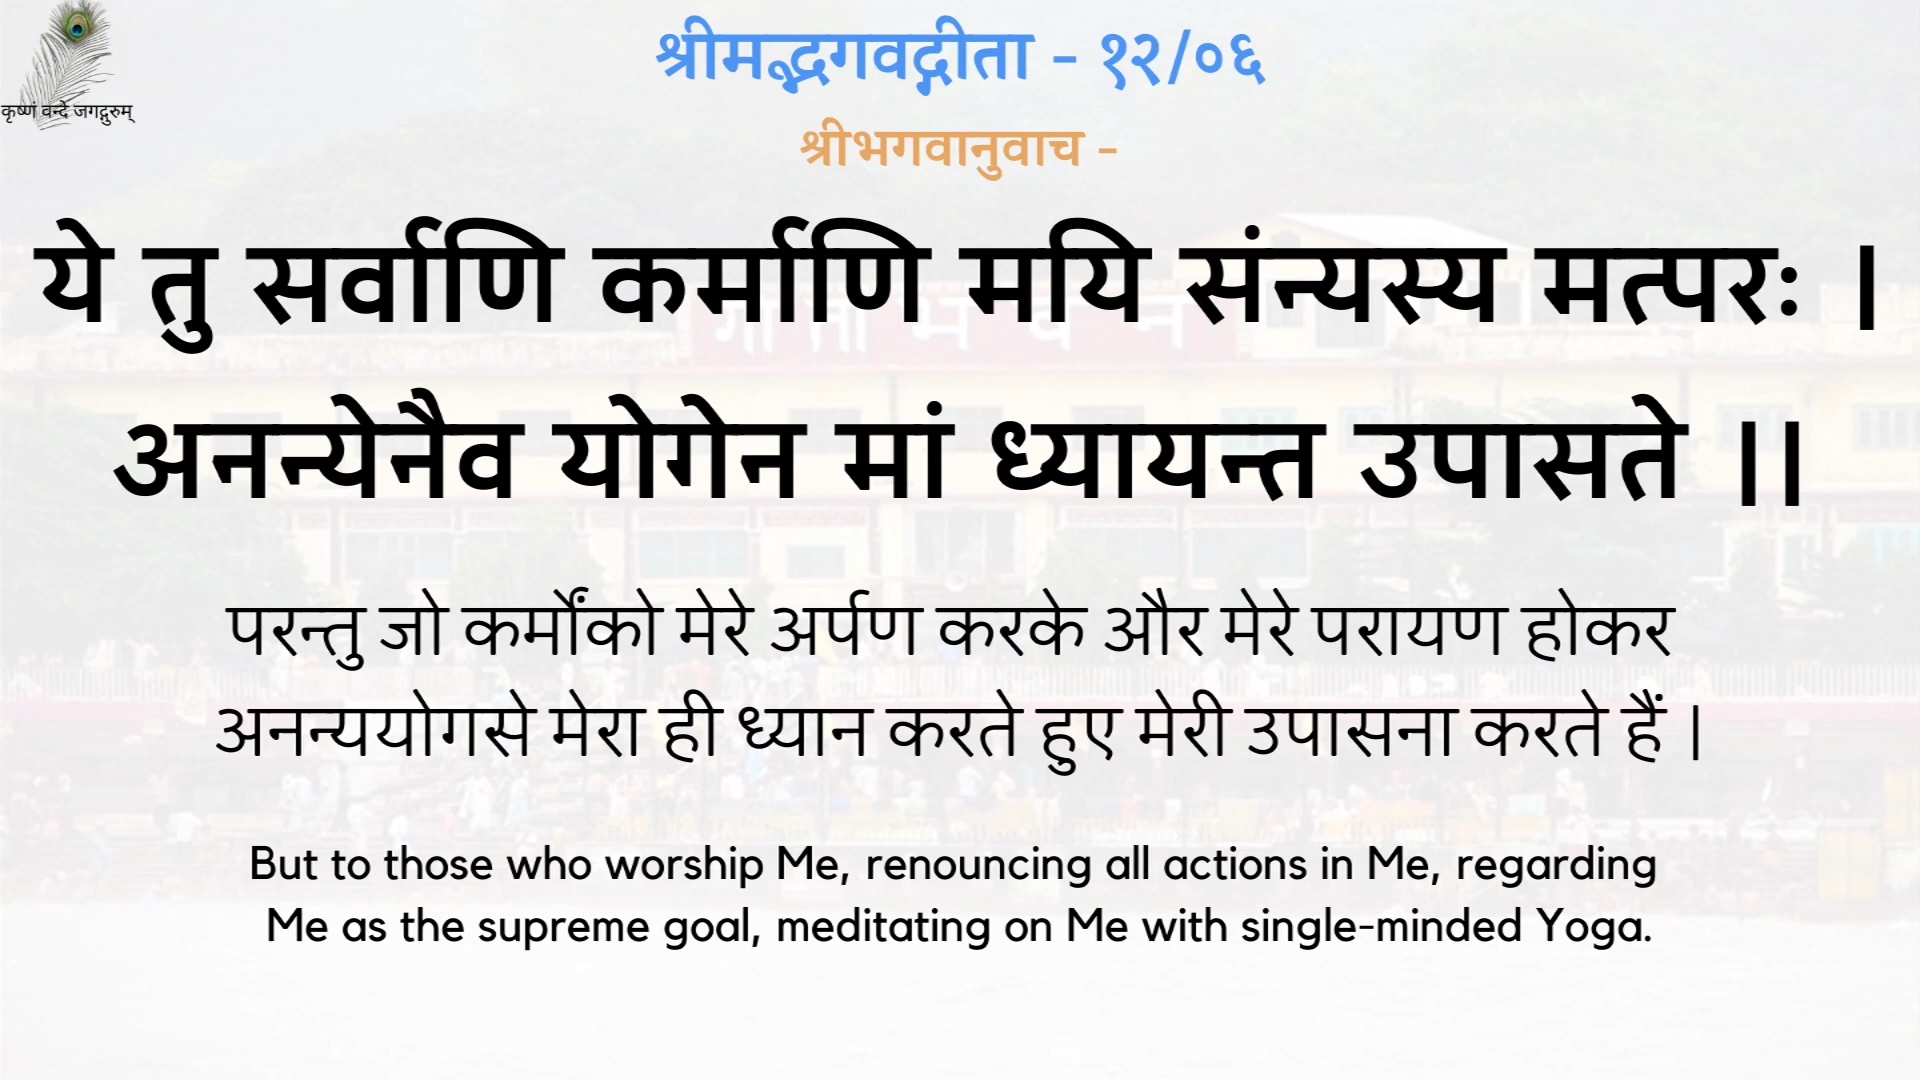 कृष्णं वन्दे जगद्गुरुम्
श्रीमद्भगवद्गीता - १२/०६
श्रीभगवानुवाच -
ये तु सर्वाणि कर्माणि मयि संन्यस्य मत्परः ।
गीता भवन
अनन्येनैव योगेन मां ध्यायन्त उपासते ।।
परन्तु जो कर्मोंको मेरे अर्पण करके और मेरे परायण होकर
अनन्ययोगसे मेरा ही ध्यान करते हुए मेरी उपासना करते हैं |
But to those who worship Me, renouncing all actions in Me, regarding
Me as the supreme goal, meditating on Me with single-minded Yoga.